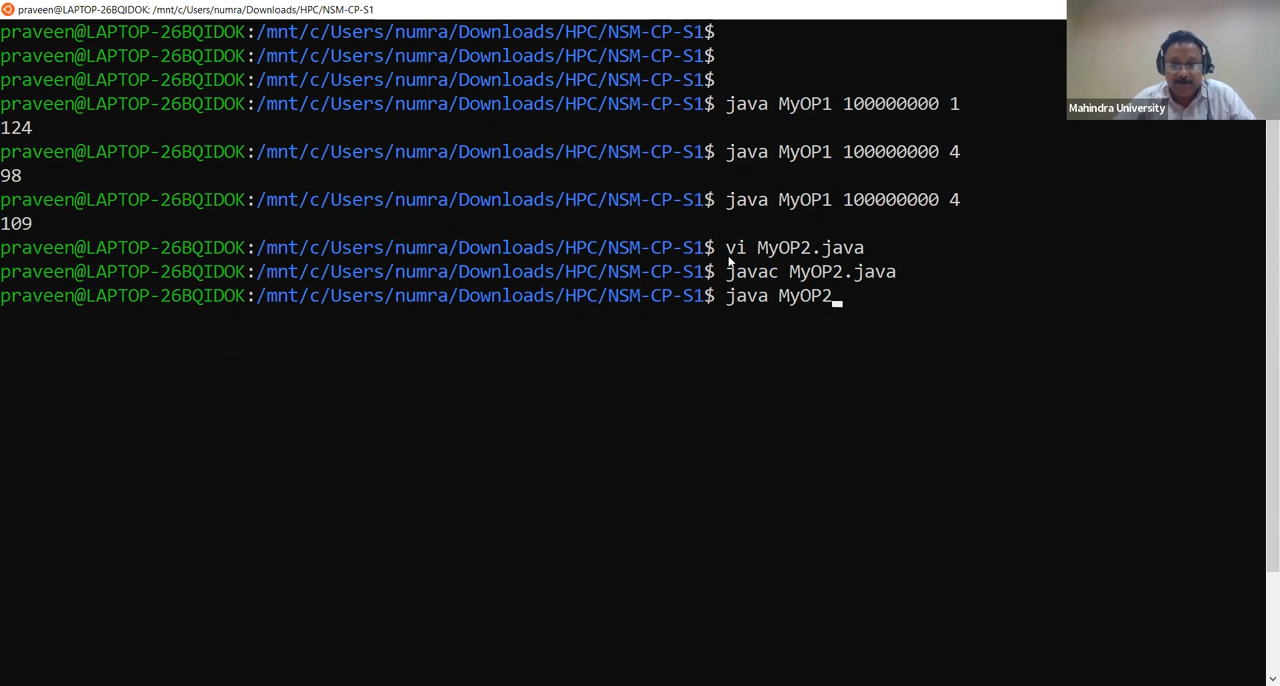 praveen@LAPTOP-26BQIDOK: /mnt/c/Users/numra/Downloads/HPC/NSM-CP-S1
praveen@LAPTOP-26BQIDOK:/mnt/c/Users/numra/Downloads/HPC/NSM-CP-S1$
praveen@LAPTOP-26BQIDOK:/mnt/c/Users/numra/Downloads/HPC/NSM-CP-S1$
praveen@LAPTOP-26BQIDOK:/mnt/c/Users/numra/Downloads/HPC/NSM-CP-S1$
praveen@LAPTOP-26BQIDOK:/mnt/c/Users/numra/Downloads/HPC/NSM-CP-S1$ java MyOP1 100000000 1
Mahindra University
124
praveen@LAPTOP-26BQIDOK:/mnt/c/Users/numra/Downloads/HPC/NSM-CP-S1$ java MyOP1 100000000 4
98
praveen@LAPTOP-26BQIDOK:/mnt/c/Users/numra/Downloads/HPC/NSM-CP-S1$ java MyOP1 100000000 4
109
praveen@LAPTOP-26BQIDOK:/mnt/c/Users/numra/Downloads/HPC/NSM-CP-S1$ vi MyOP2.java
praveen@LAPTOP-26BQIDOK:/mnt/c/Users/numra/Downloads/HPC/NSM-CP-S1$ javac MyOP2.java
praveen@LAPTOP-26BQIDOK:/mnt/c/Users/numra/Downloads/HPC/NSM-CP-S1$ java MyOP2